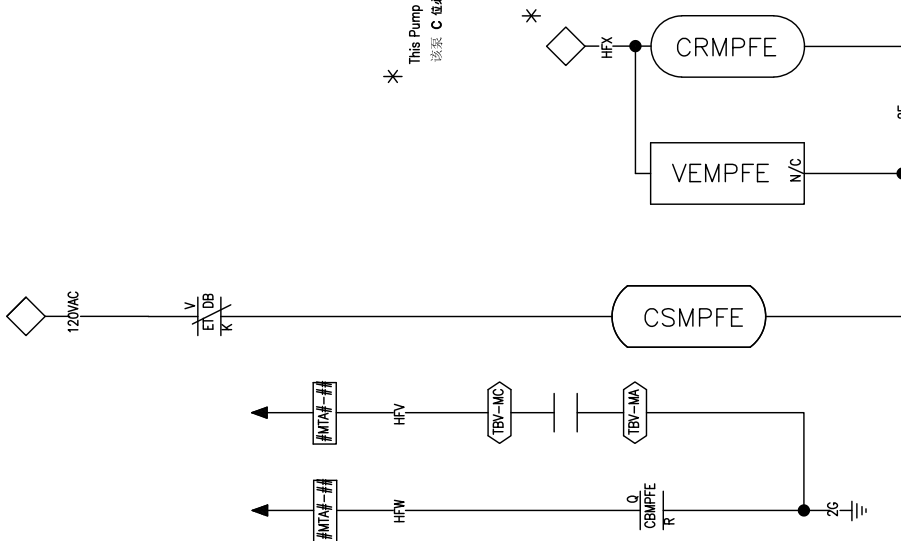 *
This Pump
该泵 C 位
*
HFX
CRMPFE
VEMPFE
N/C
120VAC
V
ET DB
K
CSMPFE
#MTA#-##
HFV
TBV-MC
TBV-MA
#MTA#-##
HFW
Q
CBMPFE
R
2G